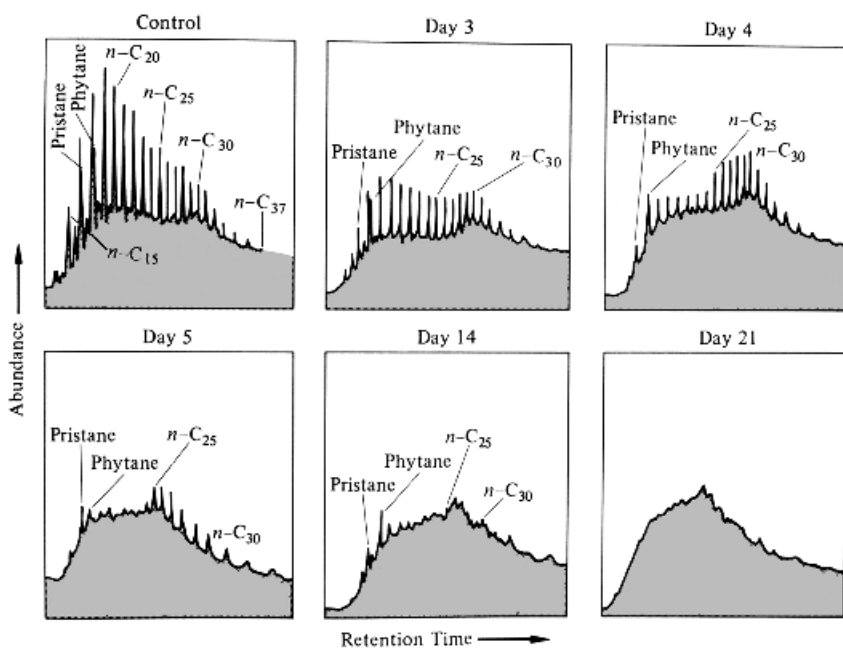 Control
Pristane
Phytane
n–C20
n–C25
n–C30
n–C37
n–C15
Day 3
Phytane
Pristane
n–C25
n–C30
Day 4
Pristane
n–C25
Phytane
n–C30
Abundance
Day 5
Pristane
n–C25
Phytane
n–C30
Day 14
n–C25
Phytane
Pristane
n–C30
Day 21
Retention Time